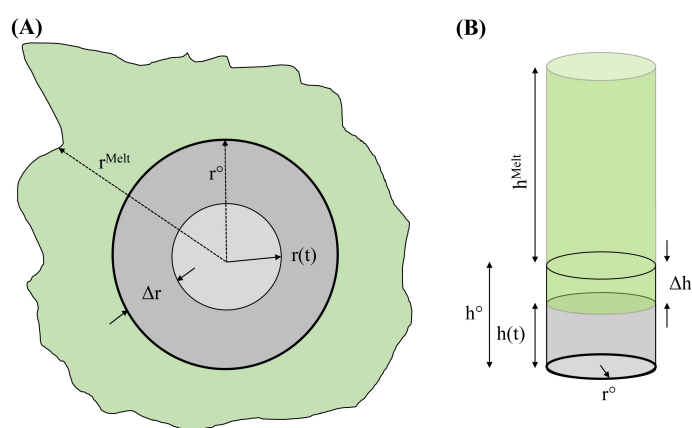 (A)
r^Melt
r°
r(t)
Δr
(B)
h^Melt
Δh
h°
h(t)
r°